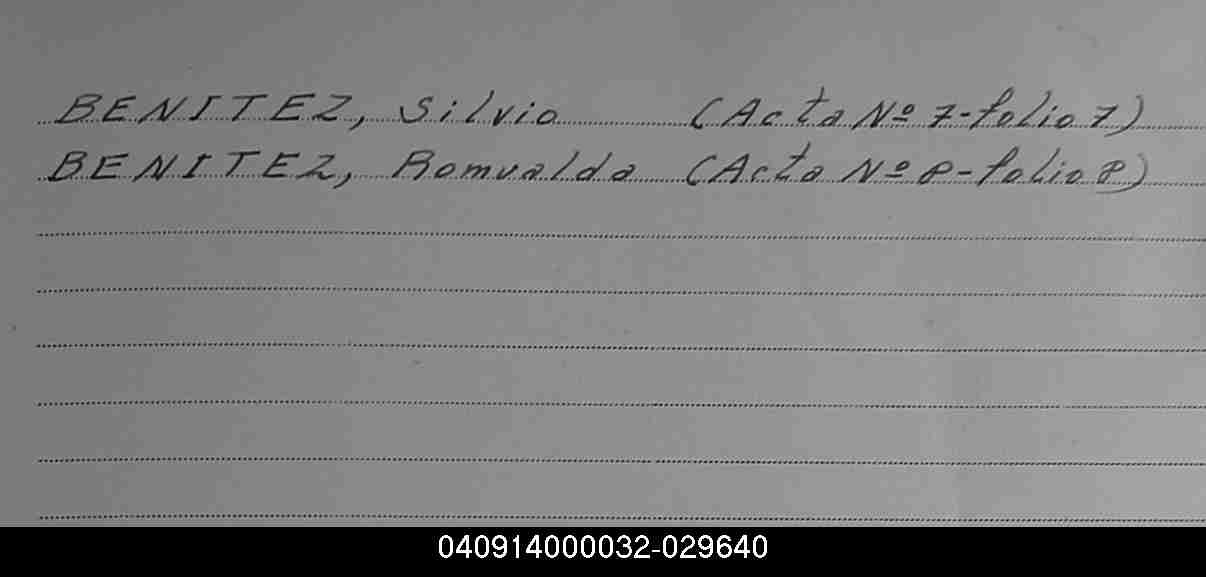 BENITEZ, Silvio (Acta Nº 7-folio 7)
BENITEZ, Romualda (Acta Nº 8-folio 8)
040914000032-029640